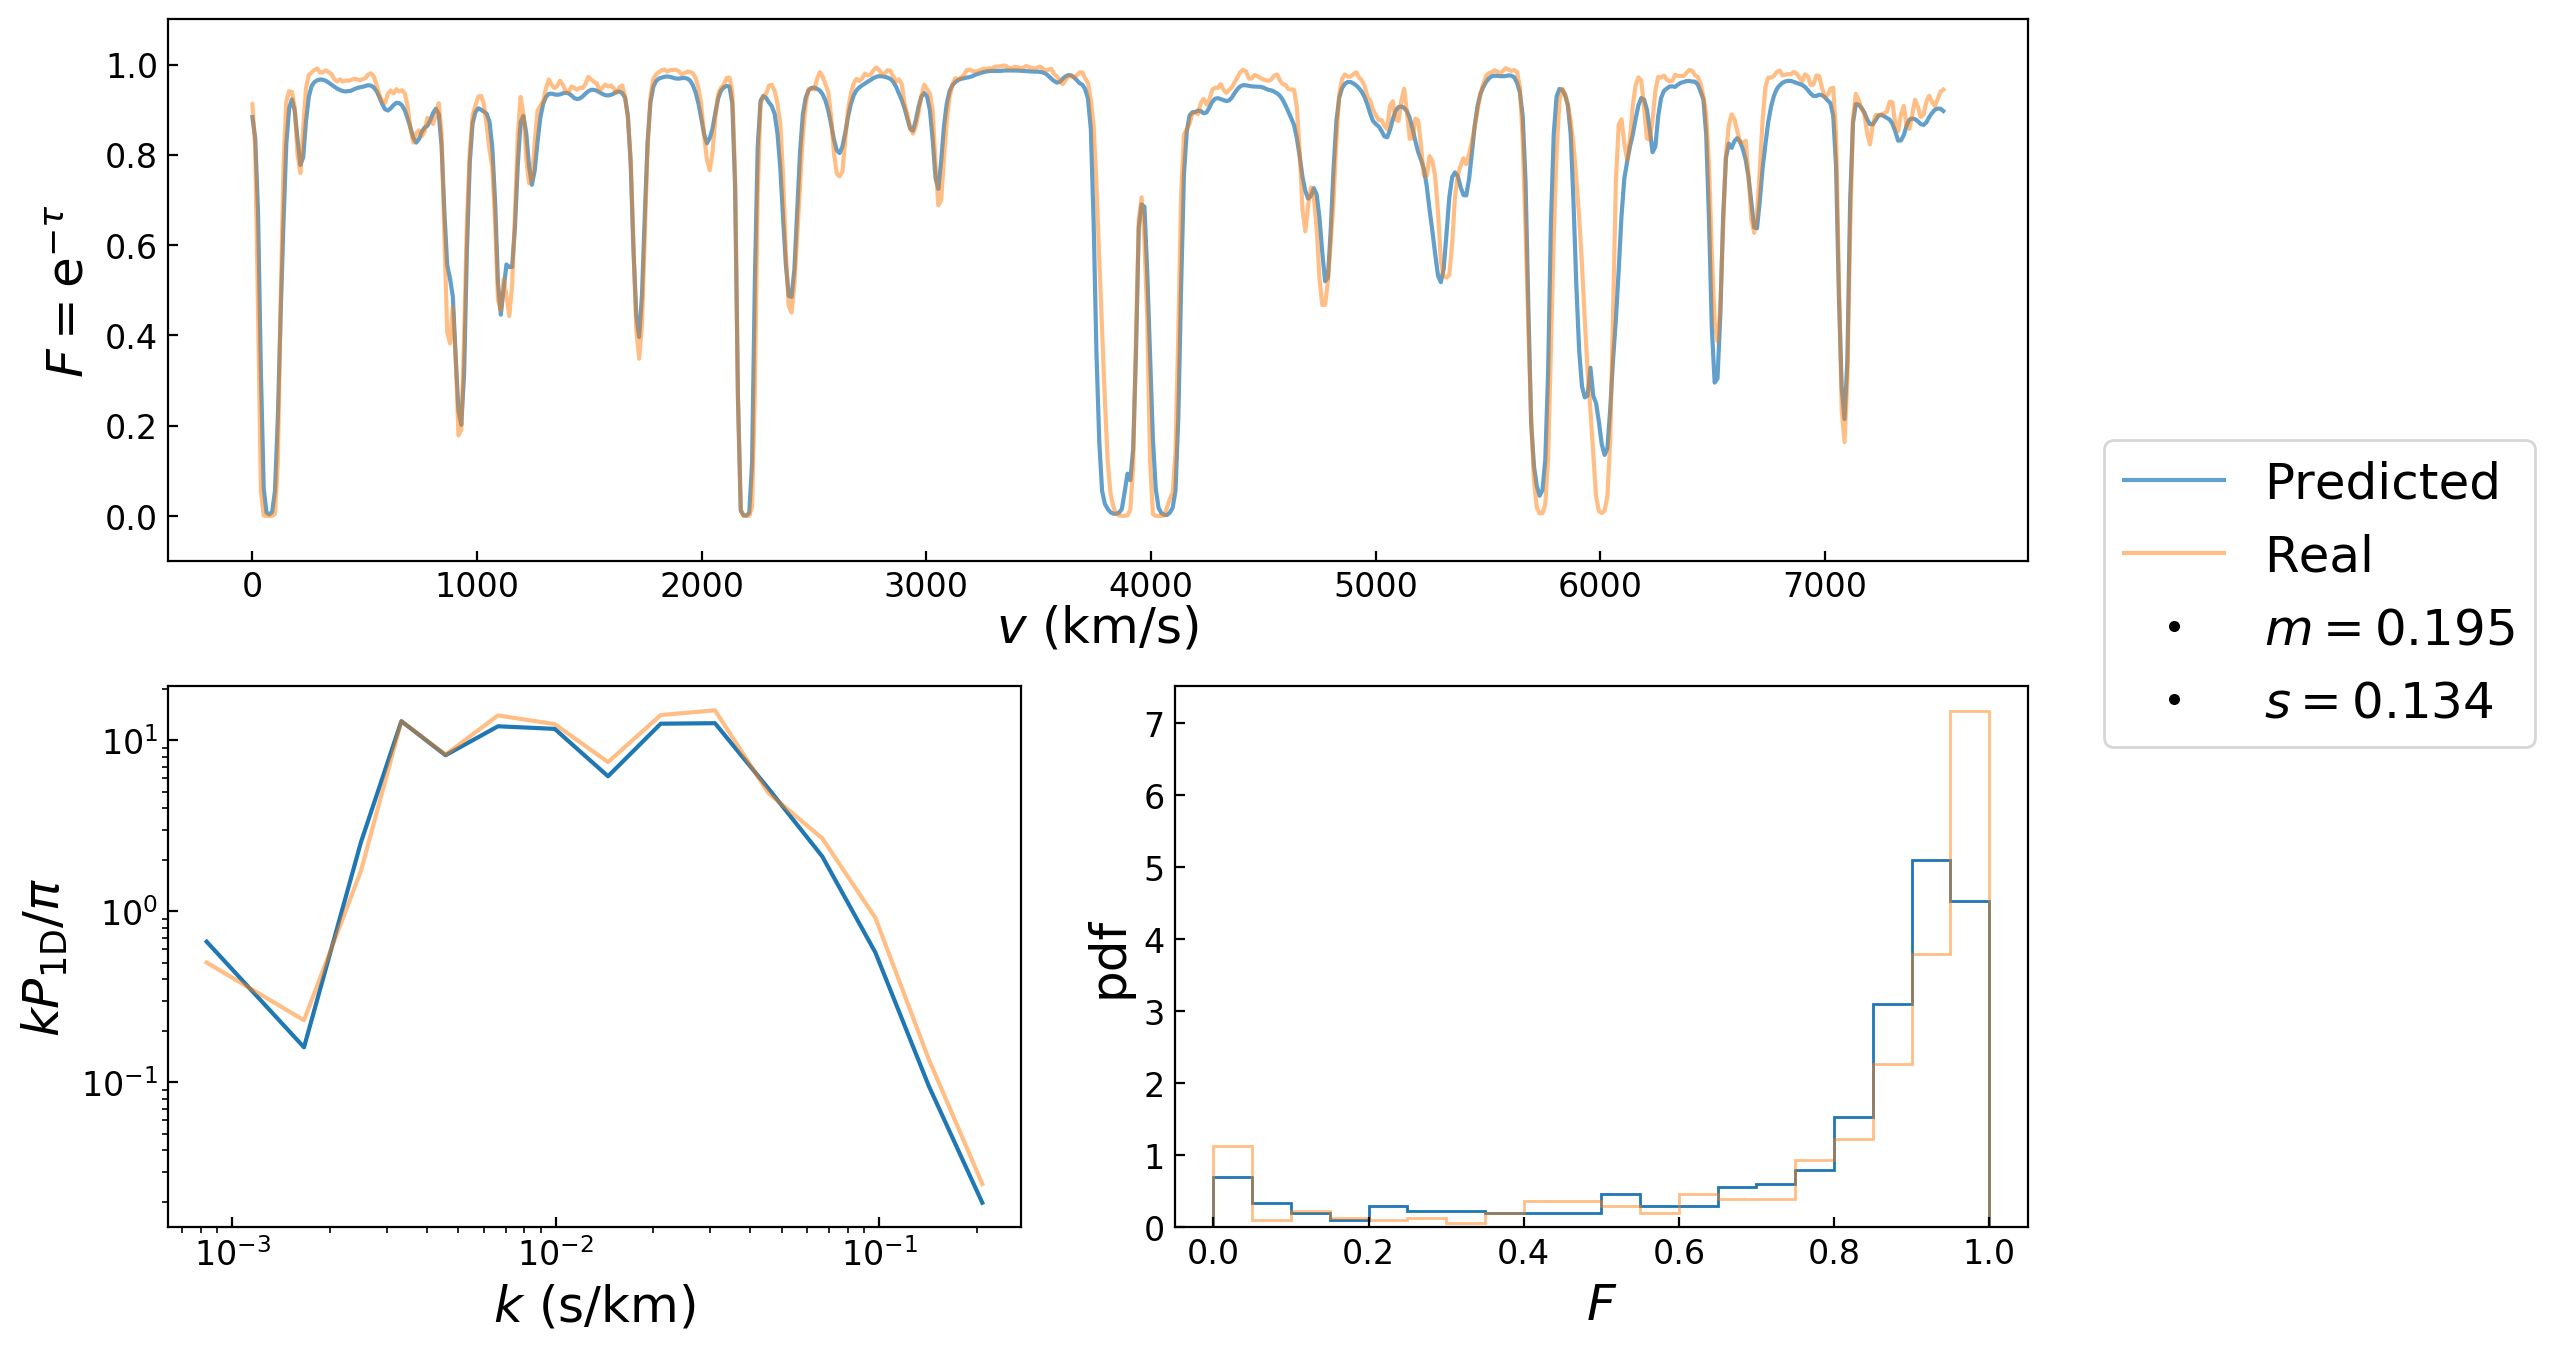 F = e^{−τ}
1.0
0.8
0.6
0.4
0.2
0.0
0 1000 2000 3000 4000 5000 6000 7000
v (km/s)
Predicted
Real
m = 0.195
s = 0.134
kP_{1D}/π
10^1
10^0
10^{−1}
10^{−3} 10^{−2} 10^{−1}
k (s/km)
pdf
7
6
5
4
3
2
1
0
0.0 0.2 0.4 0.6 0.8 1.0
F